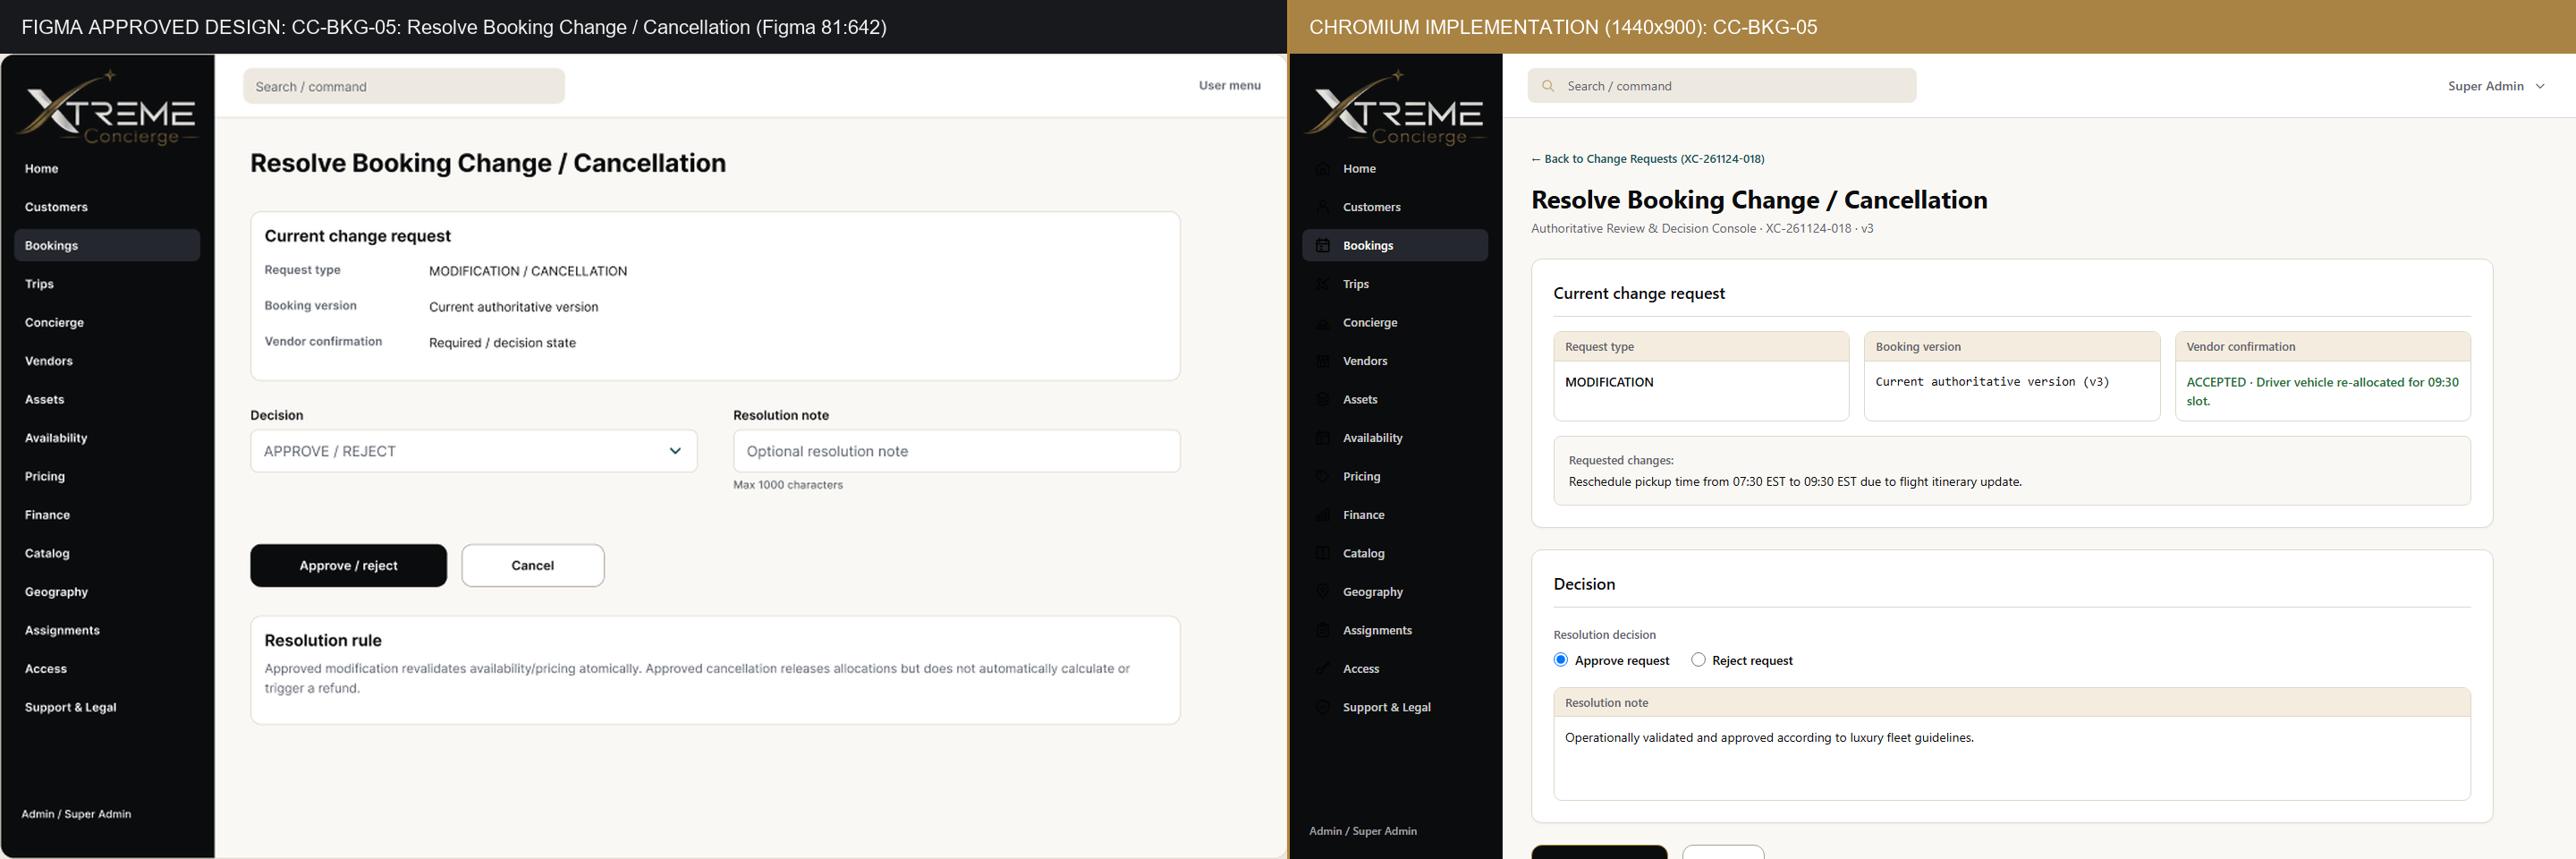 FIGMA APPROVED DESIGN: CC-BKG-05: Resolve Booking Change / Cancellation (Figma 81:642)
XTREME
Concierge
Home
Customers
Bookings
Trips
Concierge
Vendors
Assets
Availability
Pricing
Finance
Catalog
Geography
Assignments
Access
Support & Legal
Admin / Super Admin
Search / command
User menu
Resolve Booking Change / Cancellation
Current change request
Request type MODIFICATION / CANCELLATION
Booking version Current authoritative version
Vendor confirmation Required / decision state
Decision
APPROVE / REJECT
Resolution note
Optional resolution note
Max 1000 characters
Approve / reject
Cancel
Resolution rule
Approved modification revalidates availability/pricing atomically. Approved cancellation releases allocations but does not automatically calculate or
trigger a refund.
CHROMIUM IMPLEMENTATION (1440x900): CC-BKG-05
XTREME
Concierge
Home
Customers
Bookings
Trips
Concierge
Vendors
Assets
Availability
Pricing
Finance
Catalog
Geography
Assignments
Access
Support & Legal
Admin / Super Admin
Search / command
Super Admin
← Back to Change Requests (XC-261124-018)
Resolve Booking Change / Cancellation
Authoritative Review & Decision Console · XC-261124-018 · v3
Current change request
Request type
MODIFICATION
Booking version
Current authoritative version (v3)
Vendor confirmation
ACCEPTED · Driver vehicle re-allocated for 09:30
slot.
Requested changes:
Reschedule pickup time from 07:30 EST to 09:30 EST due to flight itinerary update.
Decision
Resolution decision
Approve request
Reject request
Resolution note
Operationally validated and approved according to luxury fleet guidelines.